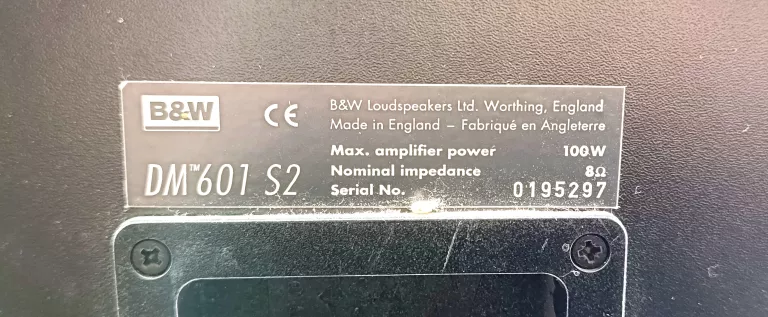 B&W
CE
B&W Loudspeakers Ltd. Worthing, England
Made in England – Fabriqué en Angleterre
Max. amplifier power 100W
Nominal impedance 8Ω
Serial No. 0195297
DM™601 S2